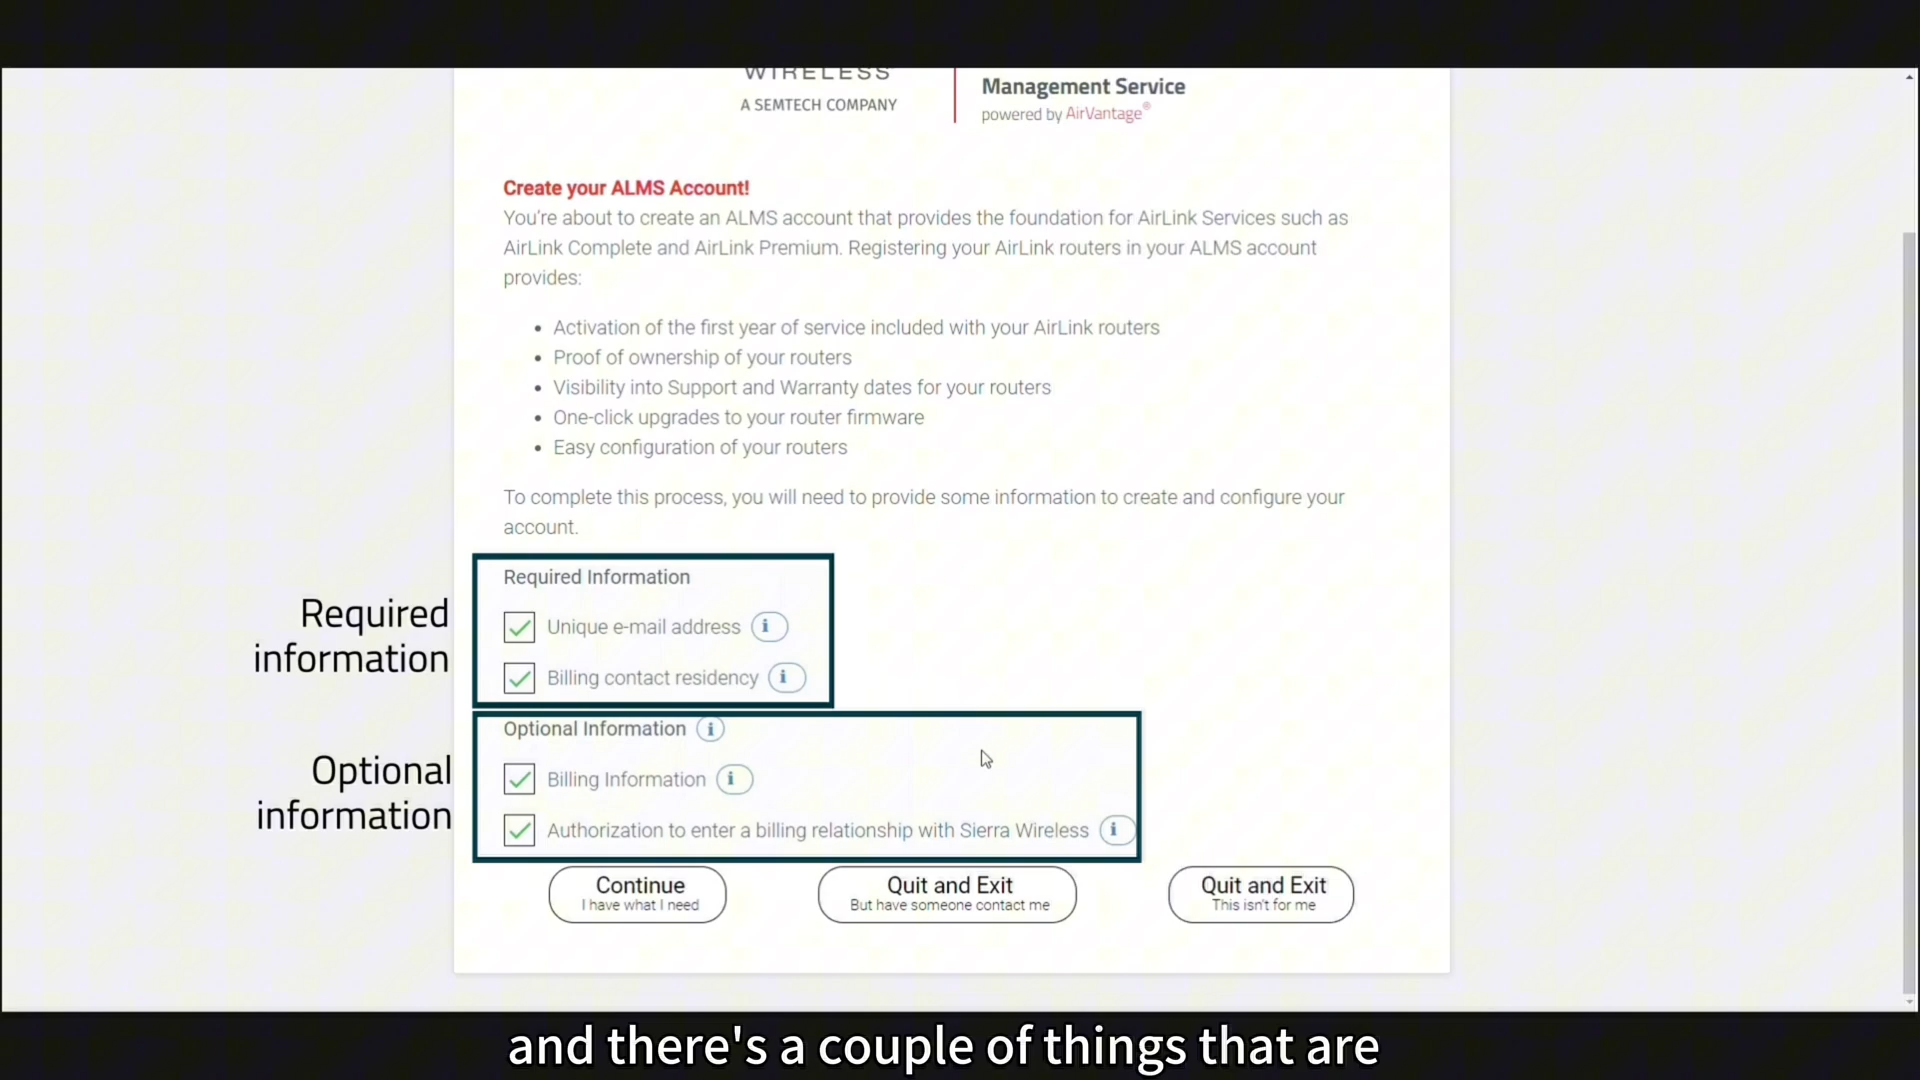 WIRELESS
A SEMTECH COMPANY
Management Service
powered by AirVantage®
Create your ALMS Account!
You're about to create an ALMS account that provides the foundation for AirLink Services such as
AirLink Complete and AirLink Premium. Registering your AirLink routers in your ALMS account
provides:
• Activation of the first year of service included with your AirLink routers
• Proof of ownership of your routers
• Visibility into Support and Warranty dates for your routers
• One-click upgrades to your router firmware
• Easy configuration of your routers
To complete this process, you will need to provide some information to create and configure your
account.
Required
information
Required Information
Unique e-mail address i
Billing contact residency i
Optional
information
Optional Information i
Billing Information i
Authorization to enter a billing relationship with Sierra Wireless i
Continue
I have what I need
Quit and Exit
But have someone contact me
Quit and Exit
This isn't for me
and there's a couple of things that are